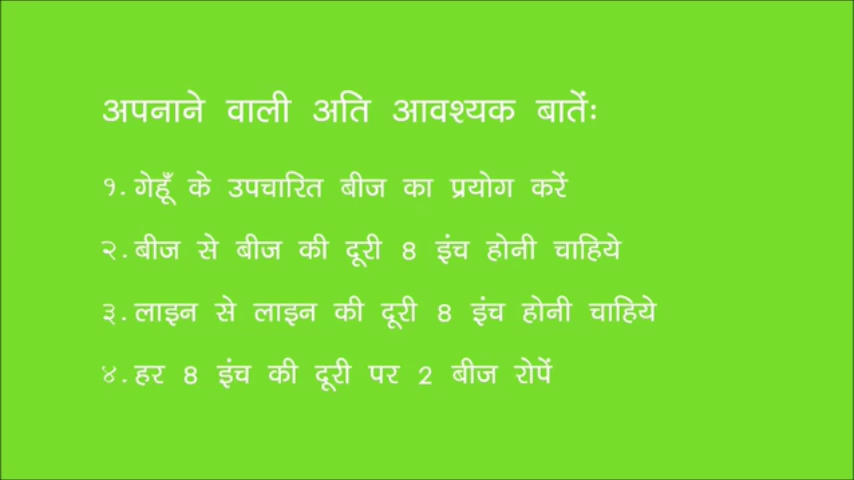 अपनाने वाली अति आवश्यक बातें:
१. गेहूँ के उपचारित बीज का प्रयोग करें
२. बीज से बीज की दूरी 8 इंच होनी चाहिये
३. लाइन से लाइन की दूरी 8 इंच होनी चाहिये
४. हर 8 इंच की दूरी पर 2 बीज रोपें